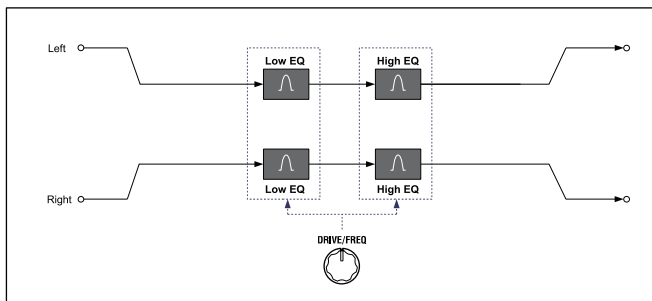 Left
Low EQ
High EQ
Low EQ
High EQ
Right
DRIVE/FREQ